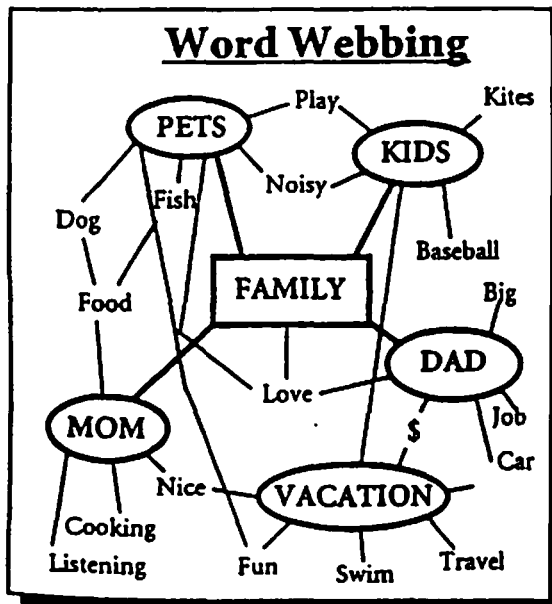 Word Webbing
Play
Kites
PETS
KIDS
Noisy
Fish
Dog
Baseball
FAMILY
Big
Food
DAD
Love
Job
$
MOM
Car
Nice
VACATION
Cooking
Listening
Fun
Swim
Travel